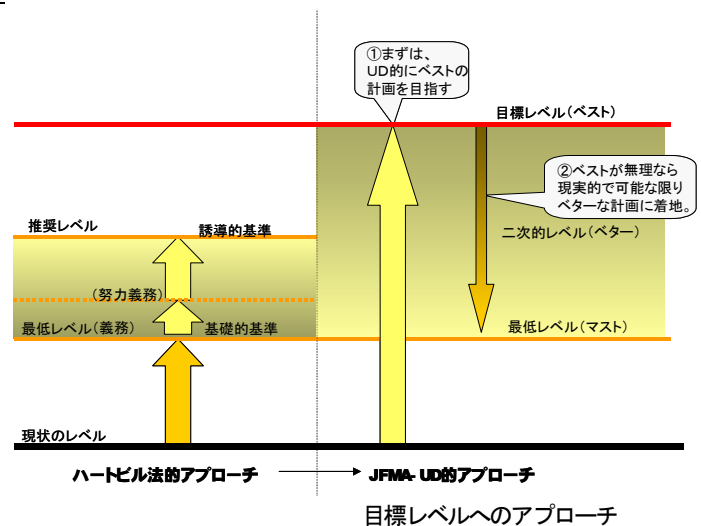 ①まずは、
UD的にベストの
計画を目指す
目標レベル(ベスト)
②ベストが無理なら
現実的で可能な限り
ベターな計画に着地。
推奨レベル
誘導的基準
二次的レベル(ベター)
(努力義務)
最低レベル(義務)
基礎的基準
最低レベル(マスト)
現状のレベル
ハートビル法的アプローチ
JFMA- UD的アプローチ
目標レベルへのアプローチ